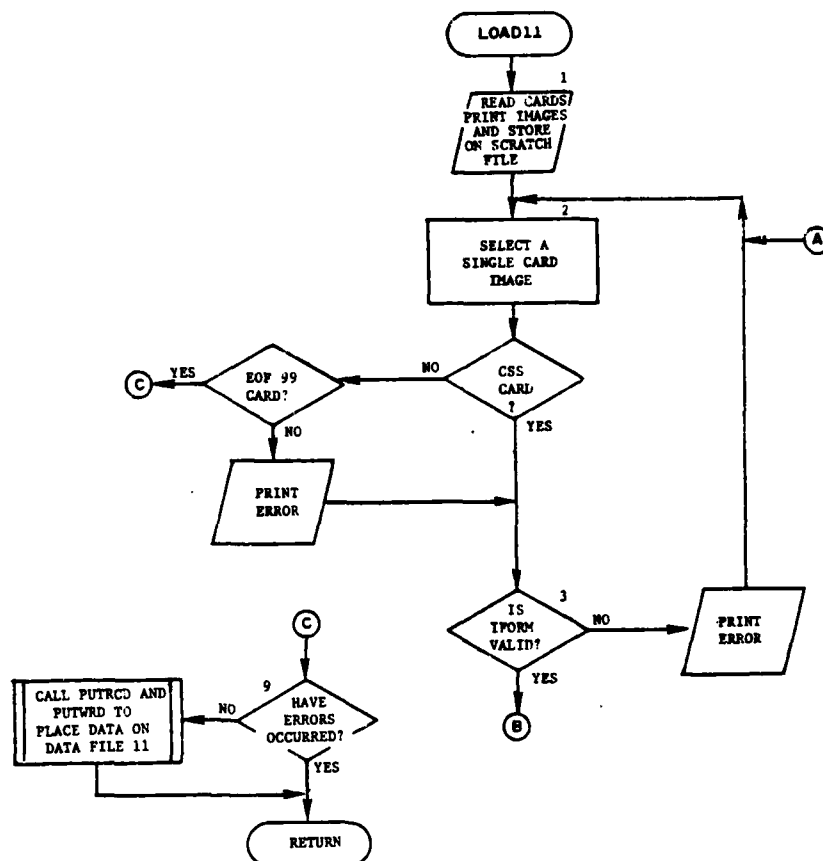 LOAD11
1
READ CARDS
PRINT IMAGES
AND STORE
ON SCRATCH
FILE
2
A
SELECT A
SINGLE CARD
IMAGE
C
YES
EOF 99
CARD?
NO
CSS
CARD
?
YES
NO
PRINT
ERROR
3
IS
IFORM
VALID?
NO
PRINT
ERROR
YES
B
C
9
HAVE
ERRORS
OCCURRED?
NO
CALL PUTRCD AND
PUTWRD TO
PLACE DATA ON
DATA FILE 11
YES
RETURN